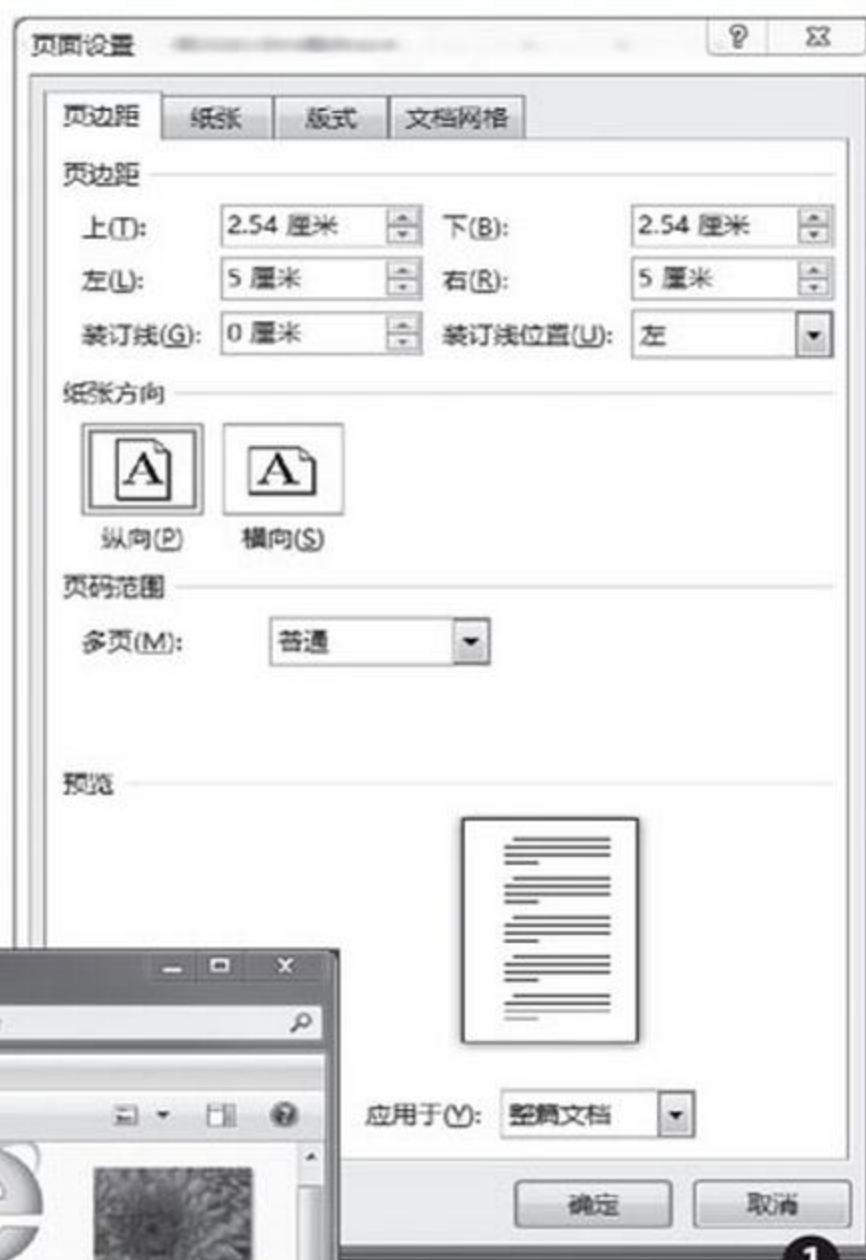 页面设置
页边距 纸张 版式 文档网格
页边距
上(T): 2.54 厘米 下(B): 2.54 厘米
左(L): 5 厘米 右(R): 5 厘米
装订线(G): 0 厘米 装订线位置(U): 左
纸张方向
A A
纵向(P) 横向(S)
页码范围
多页(M): 普通
预览
应用于(Y): 整篇文档
确定 取消
1